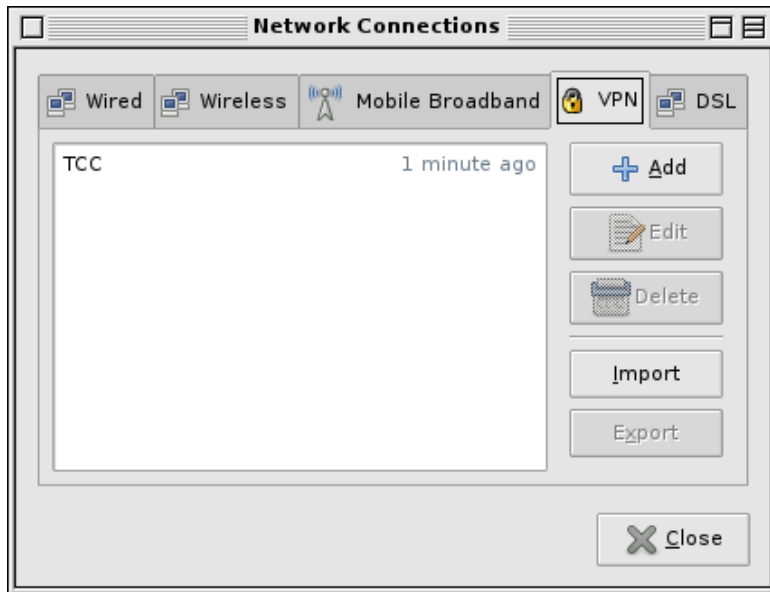 Network Connections
Wired Wireless Mobile Broadband VPN DSL
TCC 1 minute ago
Add
Edit
Delete
Import
Export
Close